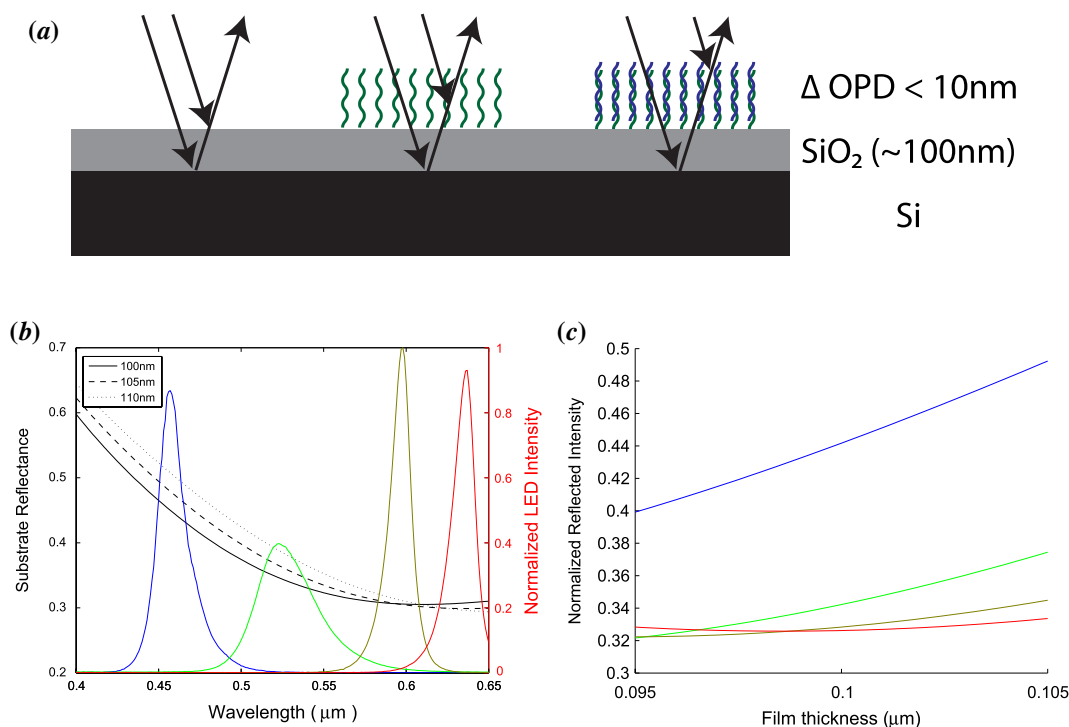 (a)
Δ OPD < 10nm
SiO₂ (~100nm)
Si
(b)
0.7
0.6
0.5
0.4
0.3
0.2
Substrate Reflectance
100nm
105nm
110nm
1
0.8
0.6
0.4
0.2
0
Normalized LED Intensity
0.4 0.45 0.5 0.55 0.6 0.65
Wavelength ( μm )
(c)
0.5
0.48
0.46
0.44
0.42
0.4
0.38
0.36
0.34
0.32
0.3
Normalized Reflected Intensity
0.095 0.1 0.105
Film thickness (μm)